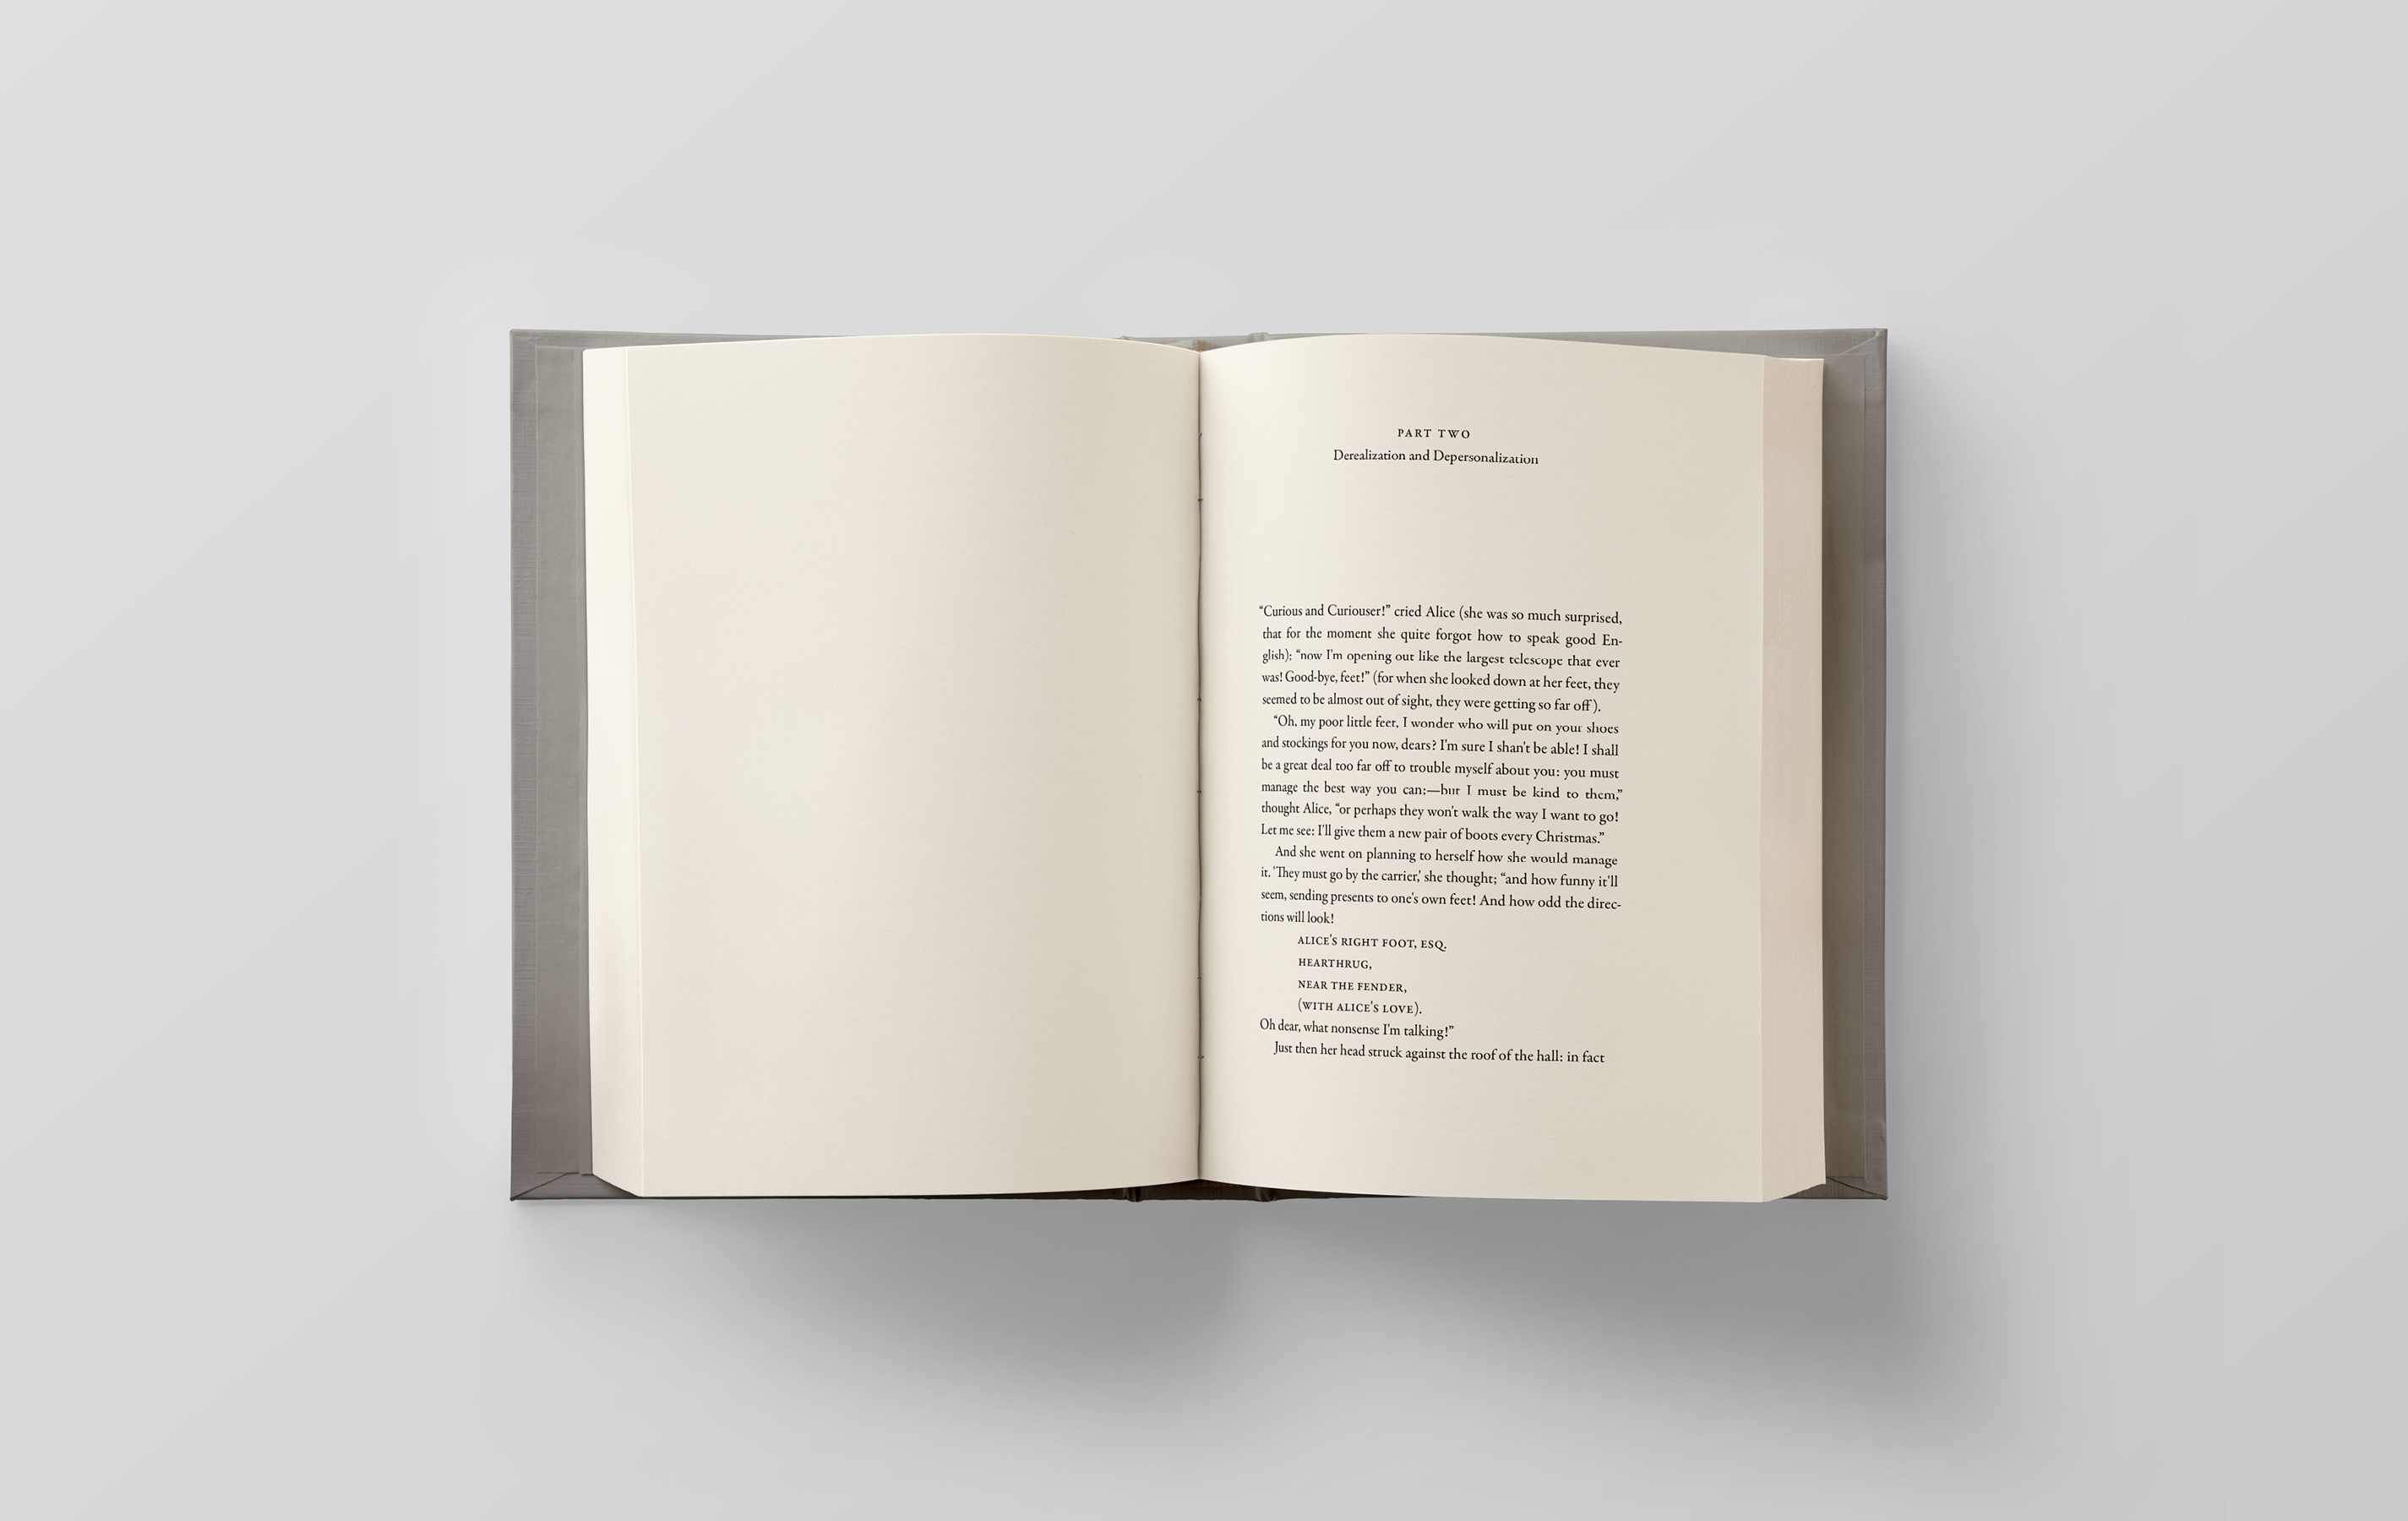 PART TWO
Derealization and Depersonalization
“Curious and Curiouser!” cried Alice (she was so much surprised,
that for the moment she quite forgot how to speak good En-
glish); “now I'm opening out like the largest telescope that ever
was! Good-bye, feet!” (for when she looked down at her feet, they
seemed to be almost out of sight, they were getting so far off).
“Oh, my poor little feet, I wonder who will put on your shoes
and stockings for you now, dears? I'm sure I shan't be able! I shall
be a great deal too far off to trouble myself about you: you must
manage the best way you can;—but I must be kind to them,”
thought Alice, “or perhaps they won't walk the way I want to go!
Let me see: I'll give them a new pair of boots every Christmas.”
And she went on planning to herself how she would manage
it. 'They must go by the carrier,' she thought; “and how funny it'll
seem, sending presents to one's own feet! And how odd the direc-
tions will look!
ALICE'S RIGHT FOOT, ESQ.
HEARTHRUG,
NEAR THE FENDER,
(WITH ALICE'S LOVE).
Oh dear, what nonsense I'm talking!”
Just then her head struck against the roof of the hall: in fact